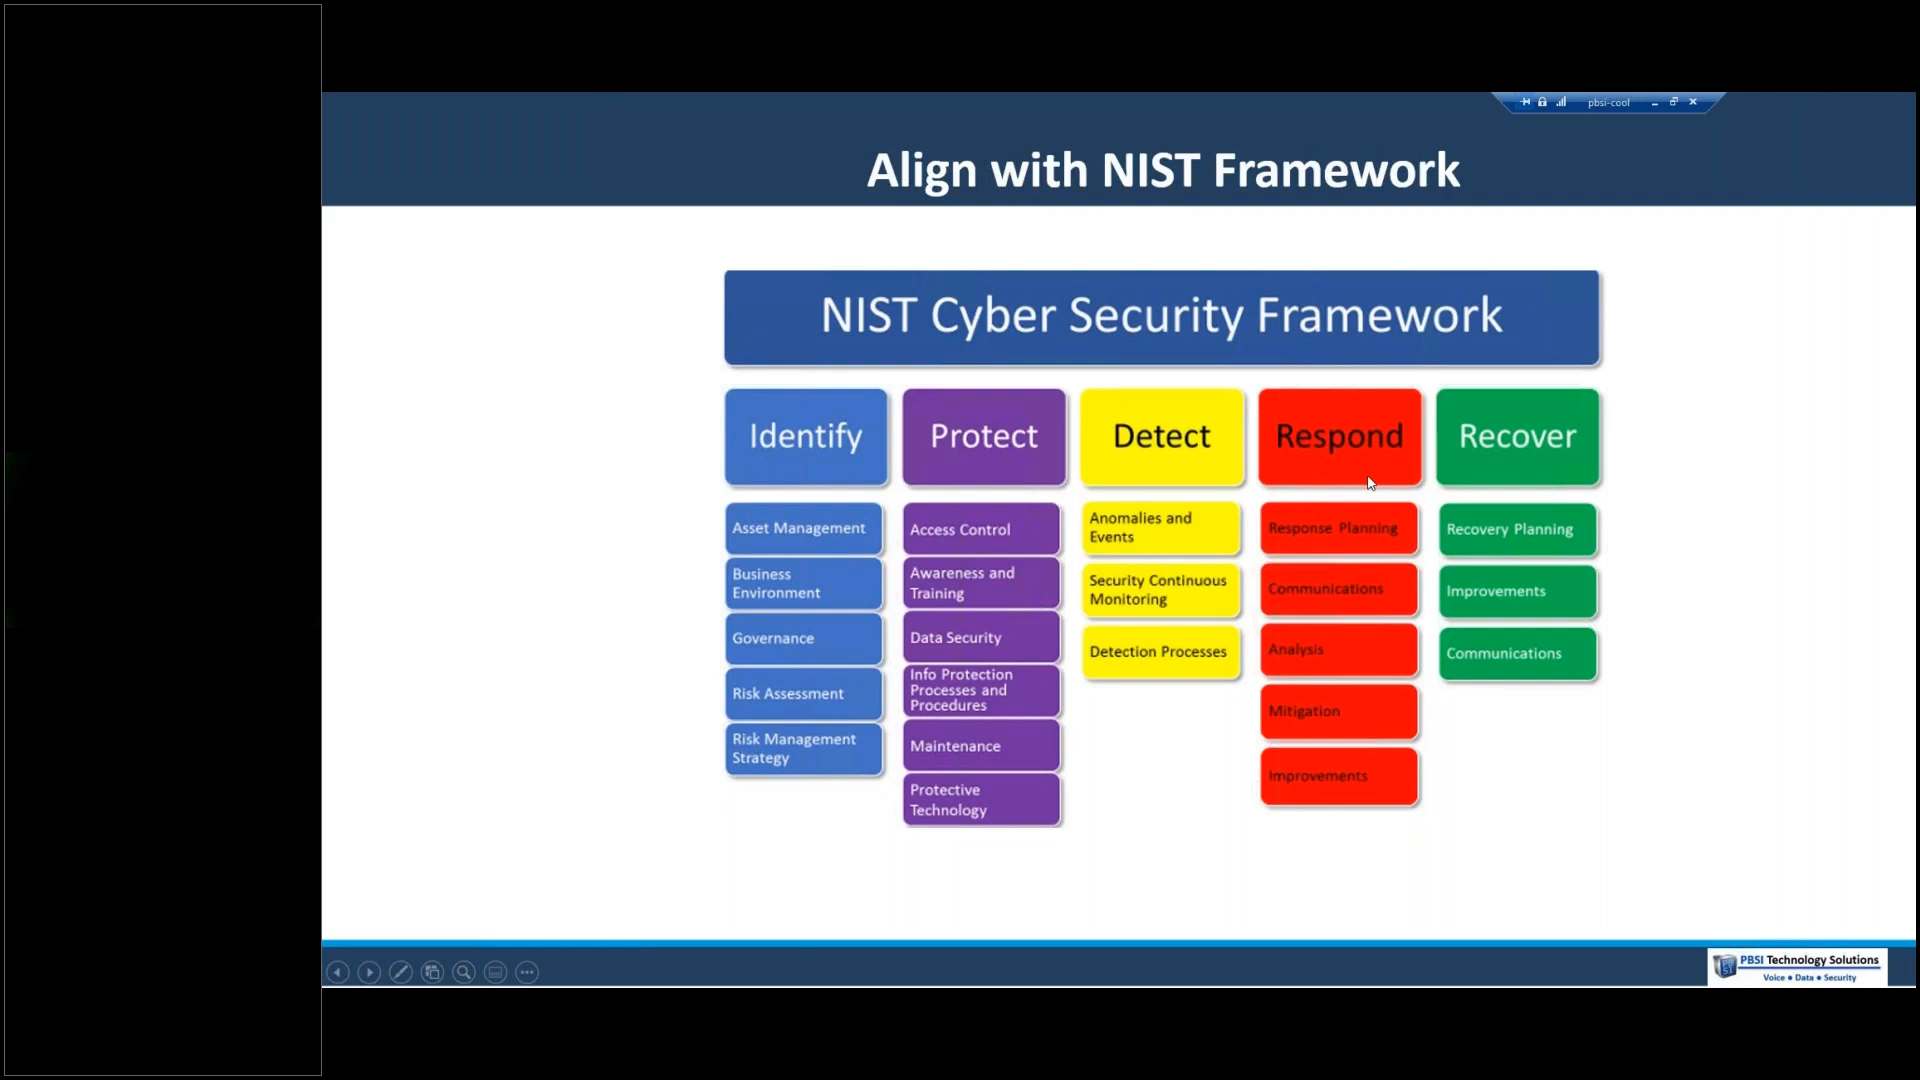 pbsi-cool
Align with NIST Framework
NIST Cyber Security Framework
Identify
Asset Management
Business
Environment
Governance
Risk Assessment
Risk Management
Strategy
Protect
Access Control
Awareness and
Training
Data Security
Info Protection
Processes and
Procedures
Maintenance
Protective
Technology
Detect
Anomalies and
Events
Security Continuous
Monitoring
Detection Processes
Respond
Response Planning
Communications
Analysis
Mitigation
Improvements
Recover
Recovery Planning
Improvements
Communications
PBSI Technology Solutions
Voice • Data • Security